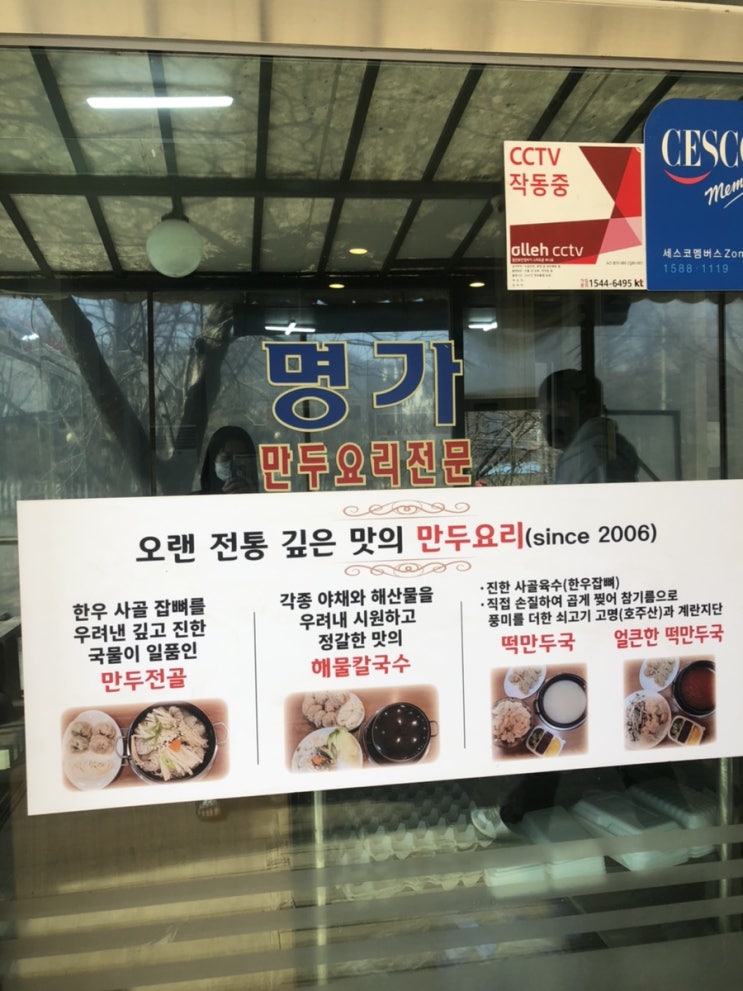 CCTV
작동중
olleh cctv
1544-6495 kt
CESCO
Mem
세스코멤버스 Zon
1588-1119
명가
만두요리전문
오랜 전통 깊은 맛의 만두요리(since 2006)
한우 사골 잡뼈를
우려낸 깊고 진한
국물이 일품인
만두전골
각종 야채와 해산물을
우려내 시원하고
정갈한 맛의
해물칼국수
·진한 사골육수(한우잡뼈)
·직접 손질하여 곱게 찢어 참기름으로
풍미를 더한 쇠고기 고명(호주산)과 계란지단
떡만두국
얼큰한 떡만두국